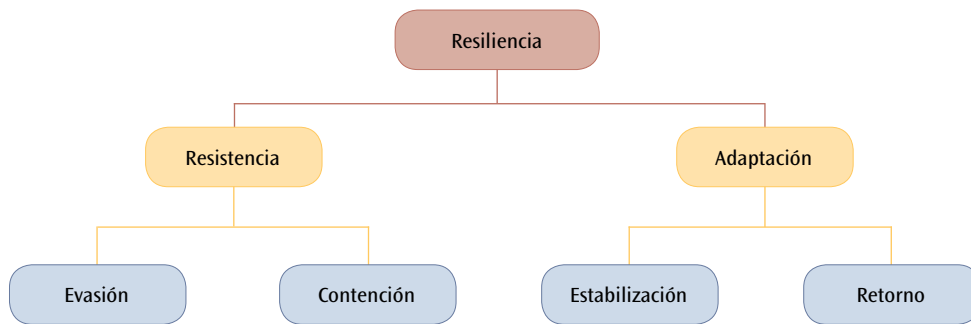 Resiliencia
Resistencia
Adaptación
Evasión
Contención
Estabilización
Retorno